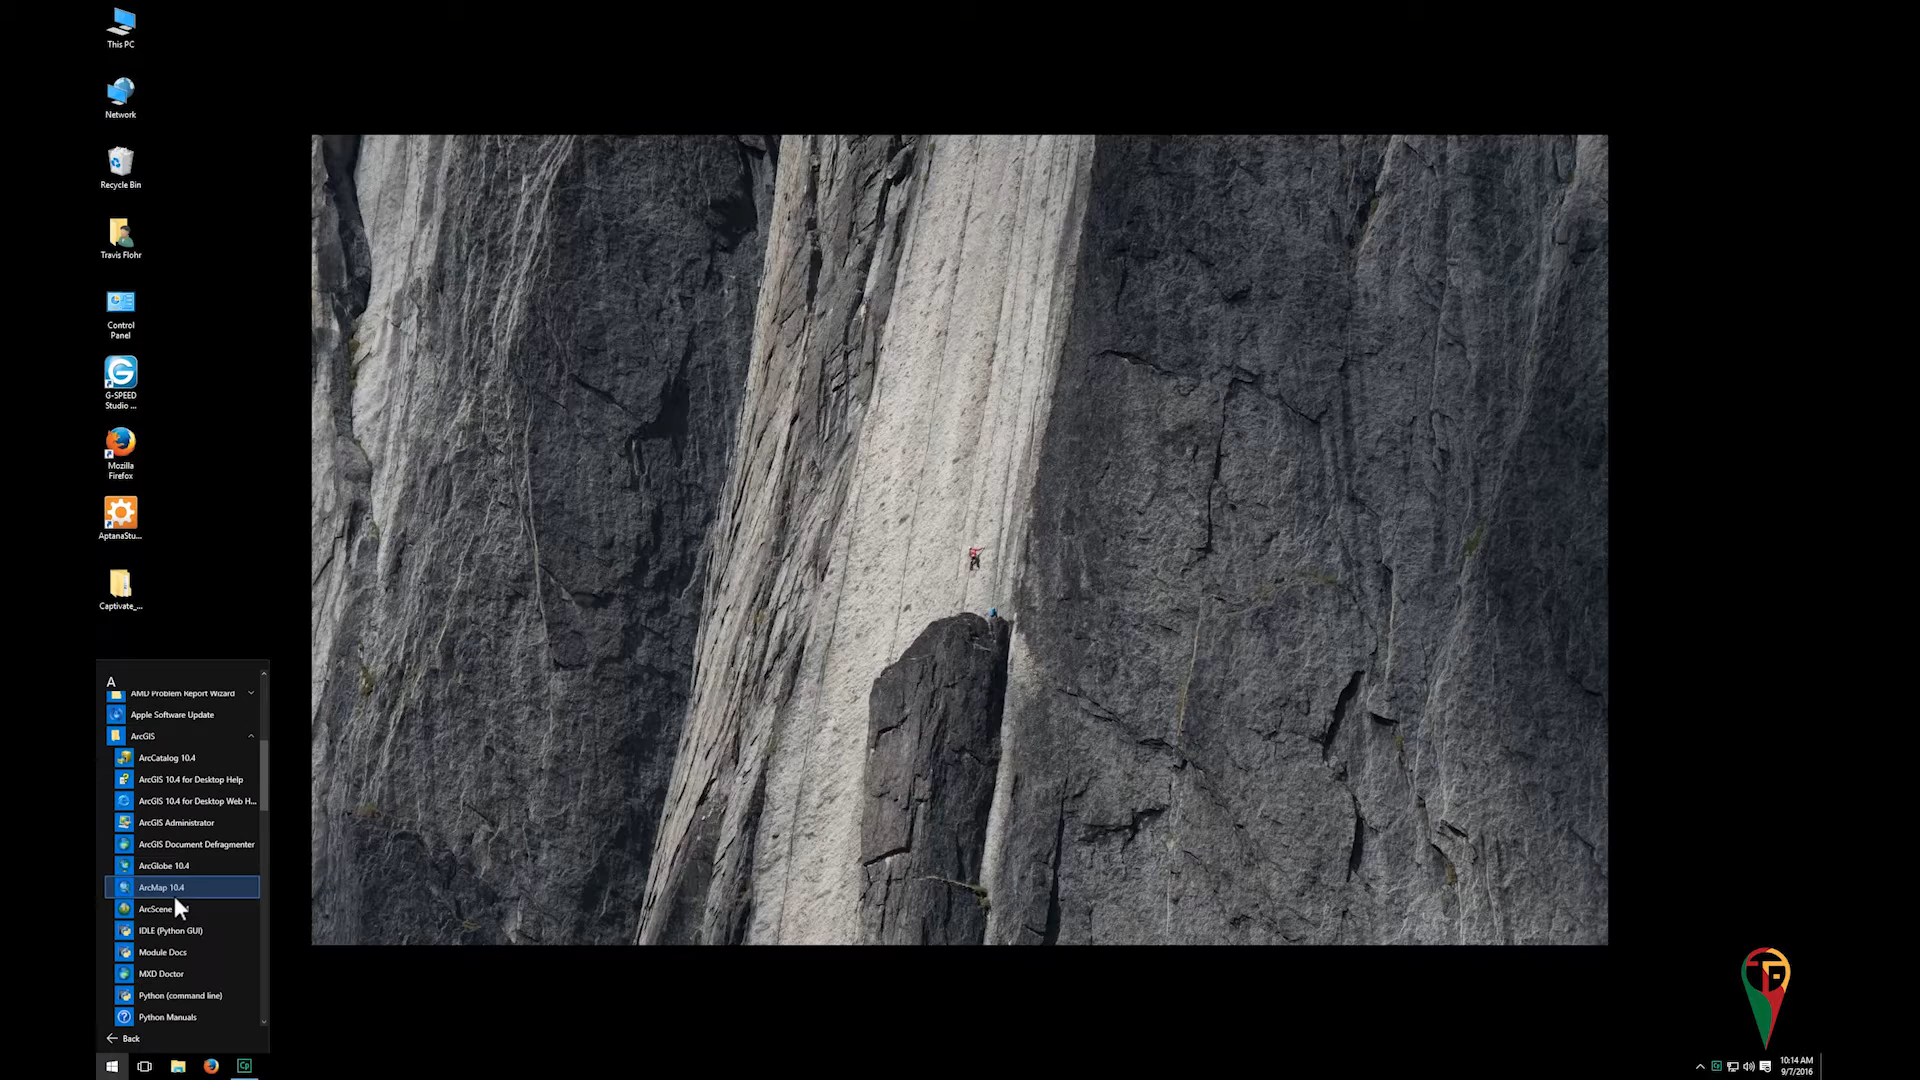 This PC
Network
Recycle Bin
Travis Flohr
Control
Panel
G-SPEED
Studio ...
Mozilla
Firefox
AptanaStu...
Captivate_...
A
AMD Problem Report Wizard
Apple Software Update
ArcGIS
ArcCatalog 10.4
ArcGIS 10.4 for Desktop Help
ArcGIS 10.4 for Desktop Web H...
ArcGIS Administrator
ArcGIS Document Defragmenter
ArcGlobe 10.4
ArcMap 10.4
ArcScene
IDLE (Python GUI)
Module Docs
MXD Doctor
Python (command line)
Python Manuals
Back
Cp
10:14 AM
9/7/2016